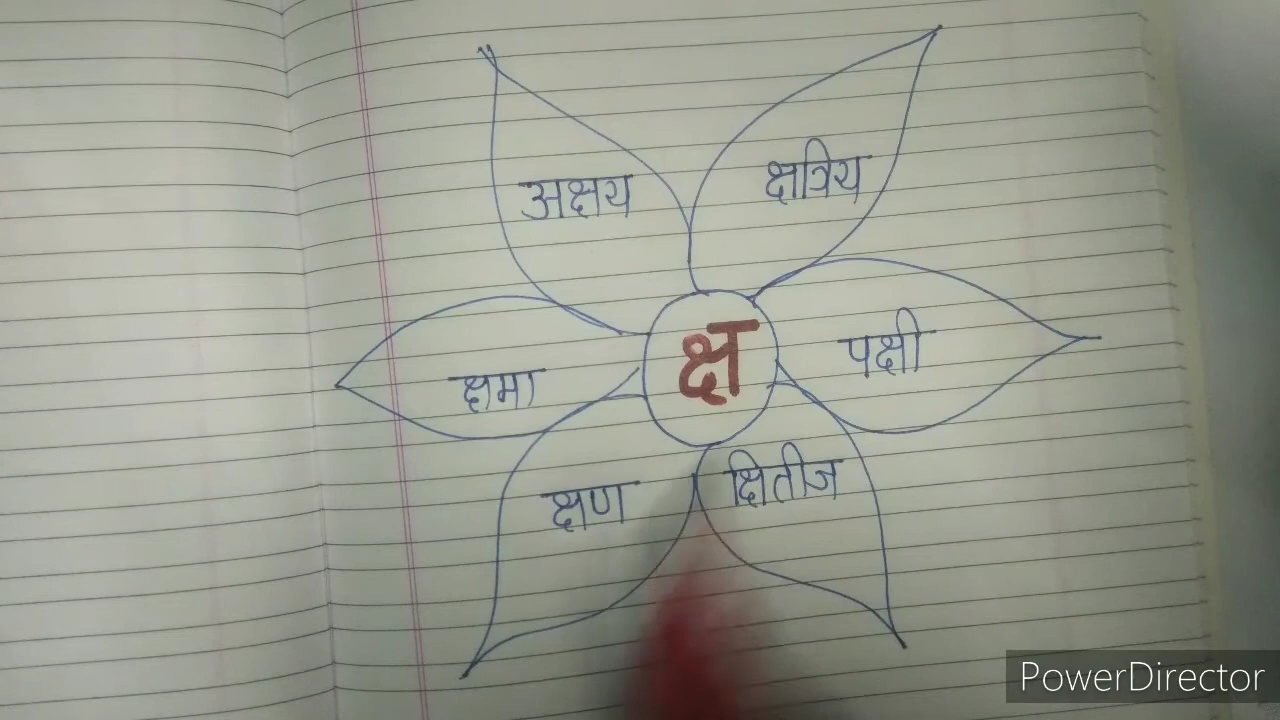 अक्षय
क्षत्रिय
क्षमा
क्ष
पक्षी
क्षण
क्षितीज
PowerDirector